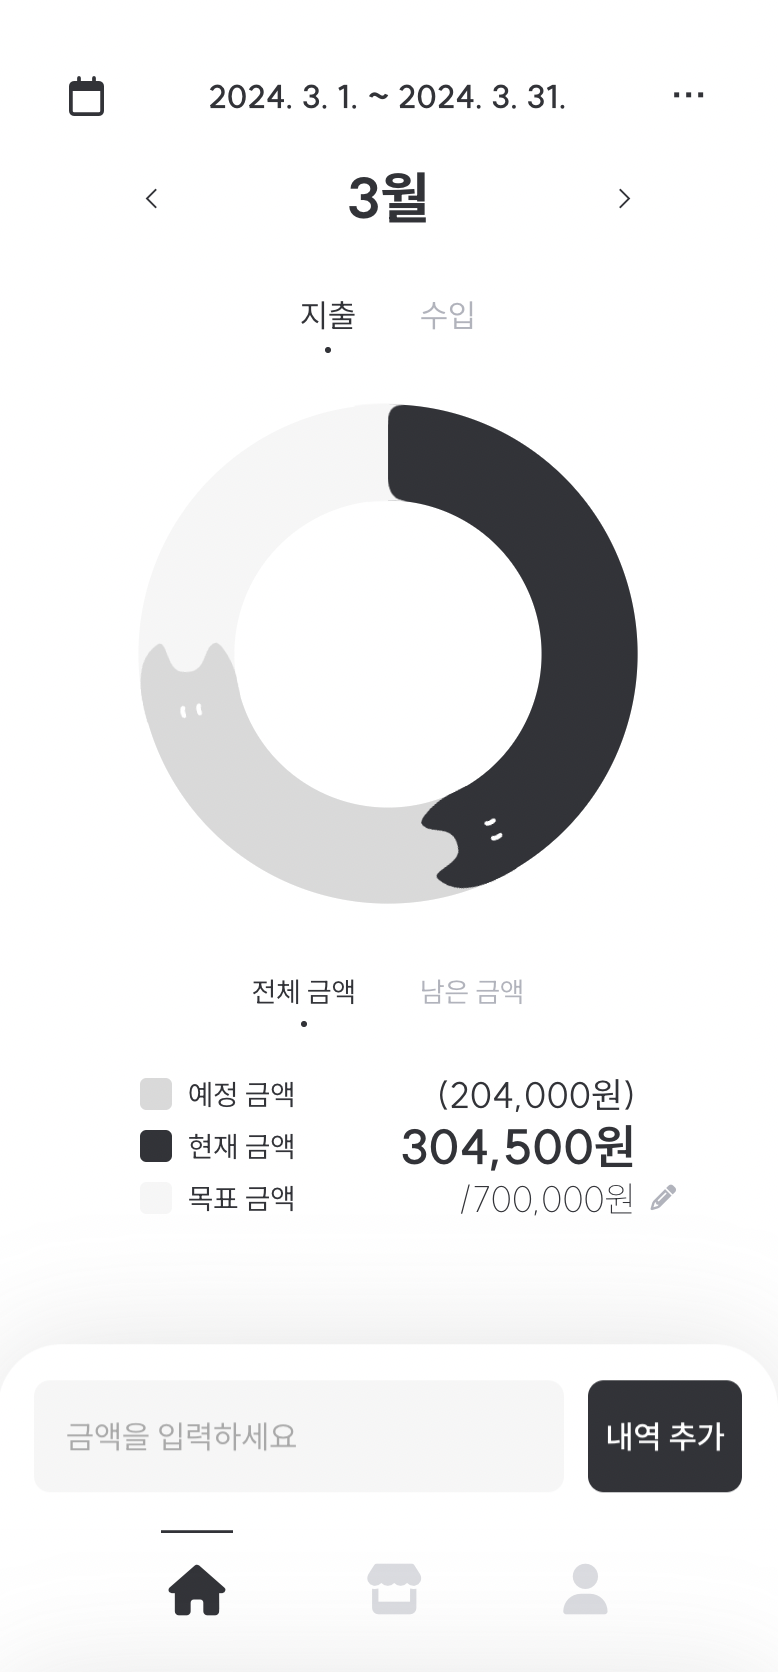 2024. 3. 1. ~ 2024. 3. 31.
3월
지출 수입
전체 금액 남은 금액
예정 금액 (204,000원)
현재 금액 304,500원
목표 금액 /700,000원
금액을 입력하세요 내역 추가